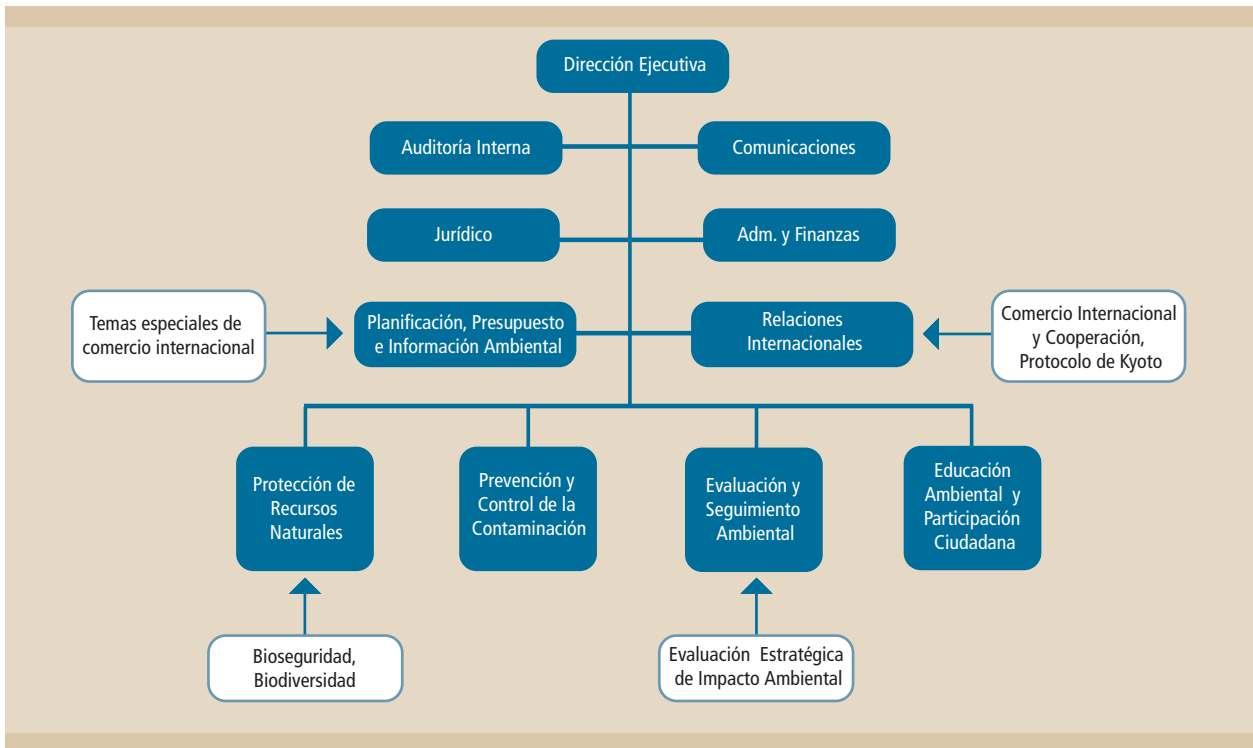 Dirección Ejecutiva
Auditoría Interna
Comunicaciones
Jurídico
Adm. y Finanzas
Temas especiales de
comercio internacional
Planificación, Presupuesto
e Información Ambiental
Relaciones
Internacionales
Comercio Internacional
y Cooperación,
Protocolo de Kyoto
Protección de
Recursos
Naturales
Prevención y
Control de la
Contaminación
Evaluación y
Seguimiento
Ambiental
Educación
Ambiental y
Participación
Ciudadana
Bioseguridad,
Biodiversidad
Evaluación Estratégica
de Impacto Ambiental